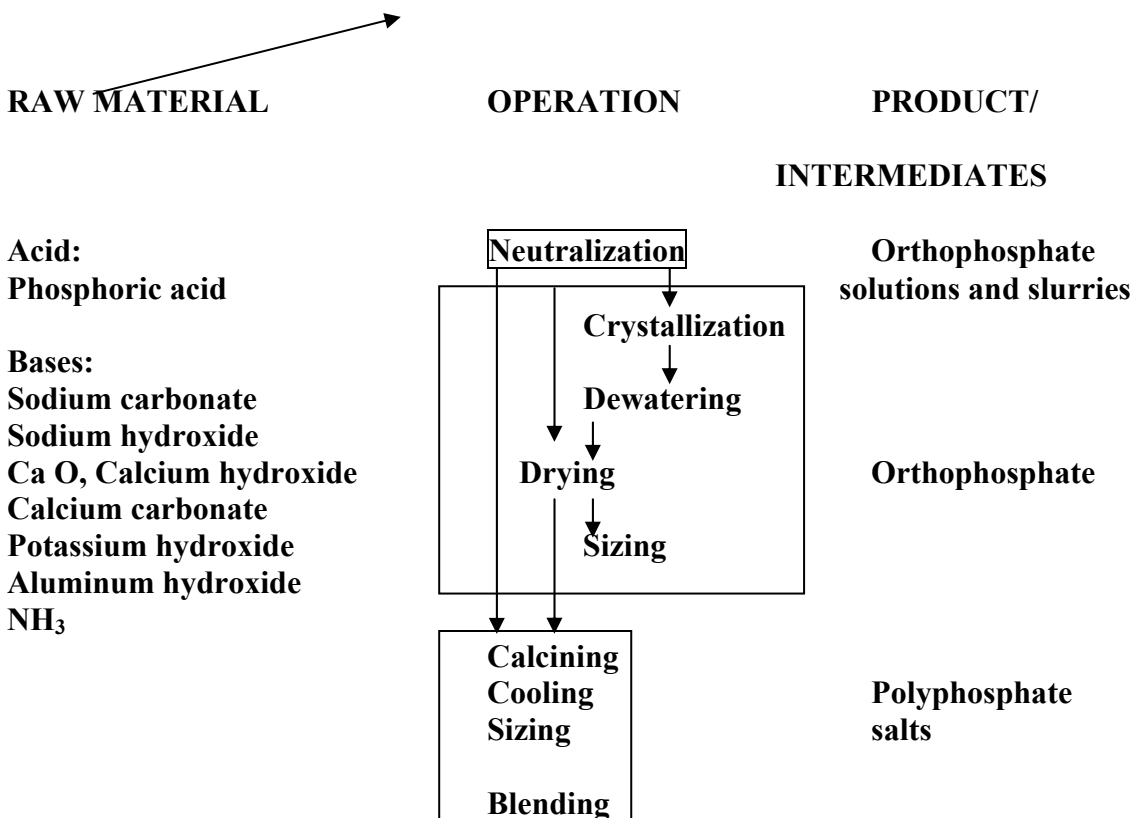 RAW MATERIAL OPERATION PRODUCT/
INTERMEDIATES
Acid: Neutralization Orthophosphate
Phosphoric acid solutions and slurries
Crystallization
Bases:
Sodium carbonate Dewatering
Sodium hydroxide
Ca O, Calcium hydroxide Drying Orthophosphate
Calcium carbonate
Potassium hydroxide Sizing
Aluminum hydroxide
NH₃
Calcining
Cooling Polyphosphate
Sizing salts
Blending